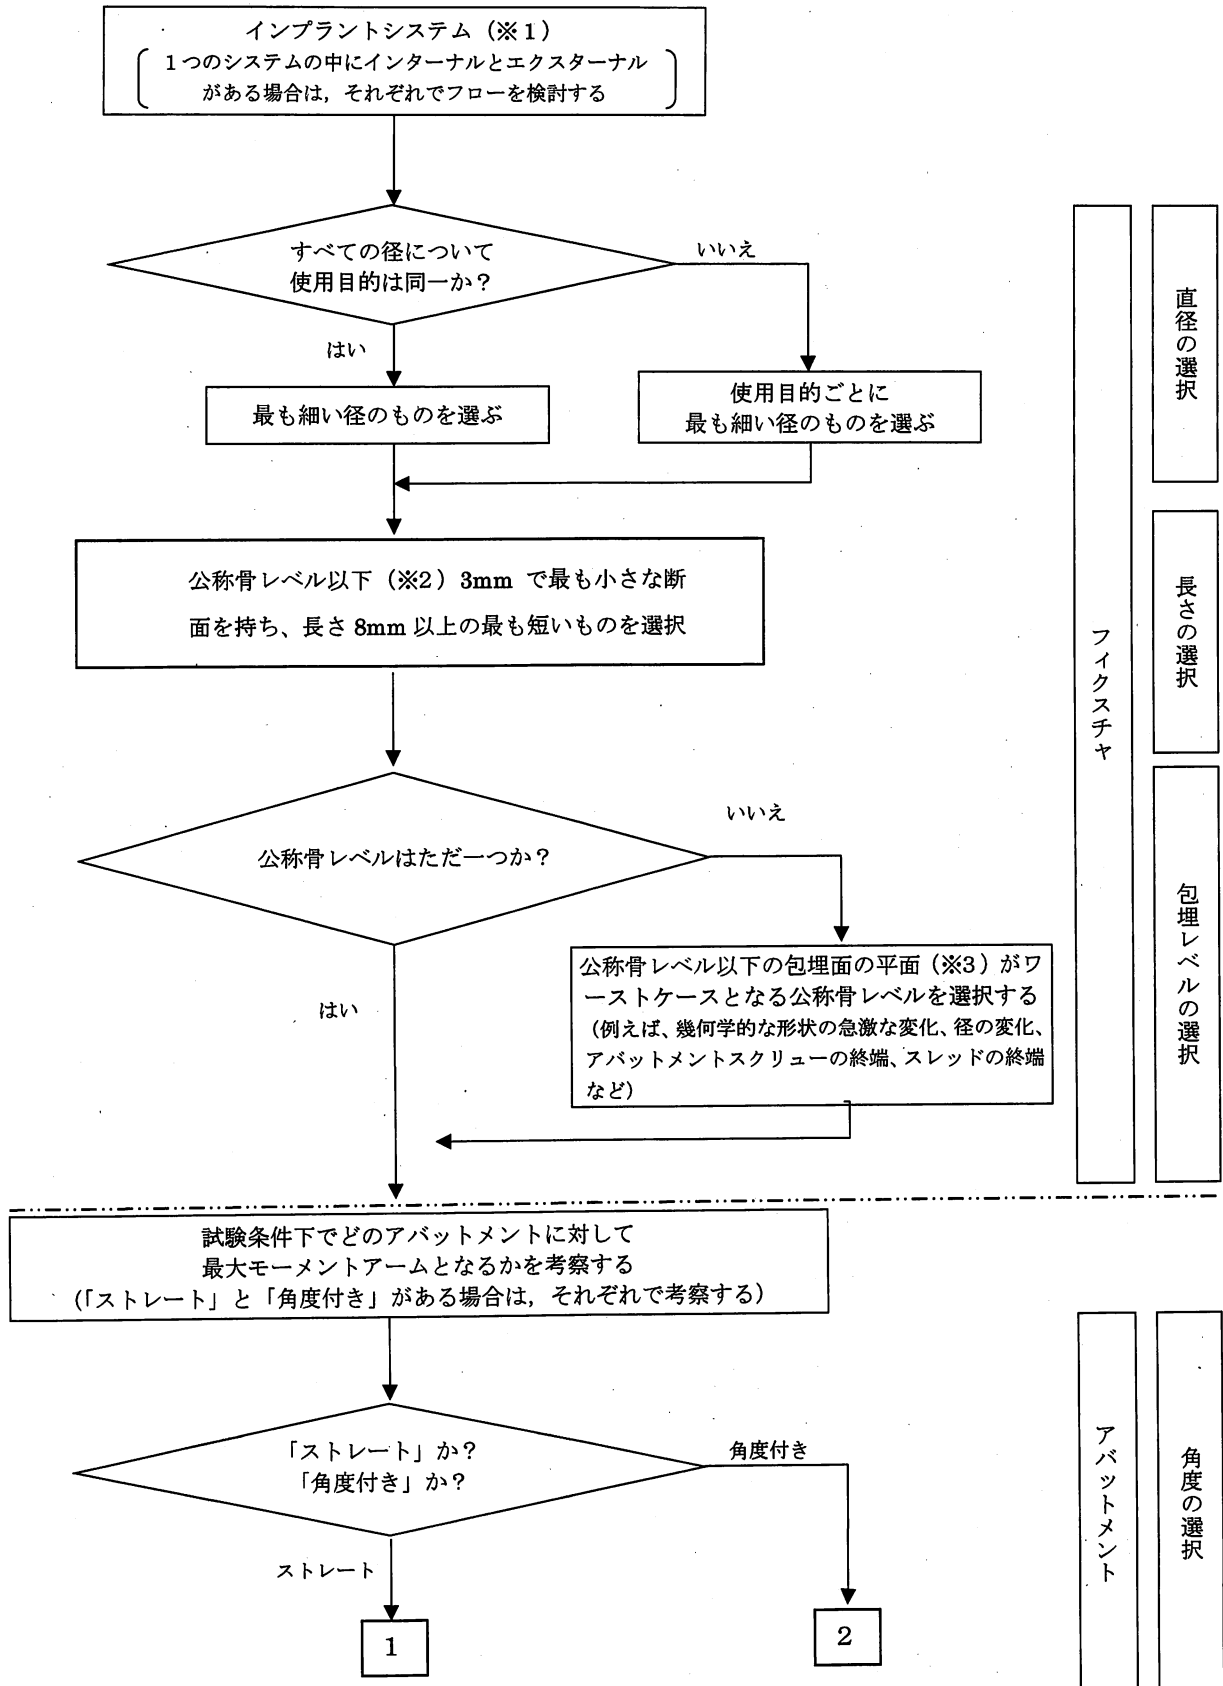 インプラントシステム（※１）
１つのシステムの中にインターナルとエクスターナル
がある場合は，それぞれでフローを検討する
すべての径について
使用目的は同一か？
いいえ
はい
最も細い径のものを選ぶ
使用目的ごとに
最も細い径のものを選ぶ
直径の選択
公称骨レベル以下（※2）3mm で最も小さな断
面を持ち、長さ 8mm 以上の最も短いものを選択
長さの選択
フィクスチャ
公称骨レベルはただ一つか？
いいえ
はい
公称骨レベル以下の包埋面の平面（※３）がワ
ーストケースとなる公称骨レベルを選択する
（例えば、幾何学的な形状の急激な変化、径の変化、
アバットメントスクリューの終端、スレッドの終端
など）
包埋レベルの選択
試験条件下でどのアバットメントに対して
最大モーメントアームとなるかを考察する
（「ストレート」と「角度付き」がある場合は，それぞれで考察する）
「ストレート」か？
「角度付き」か？
角度付き
ストレート
1
2
アバットメント
角度の選択